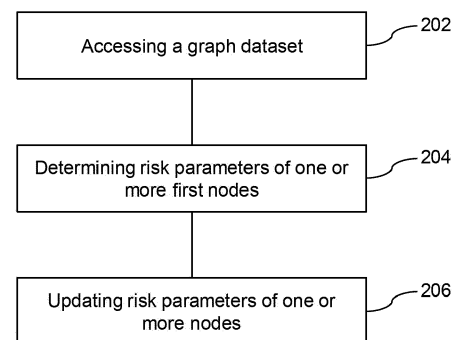 Accessing a graph dataset
202
Determining risk parameters of one or
more first nodes
204
Updating risk parameters of one or
more nodes
206